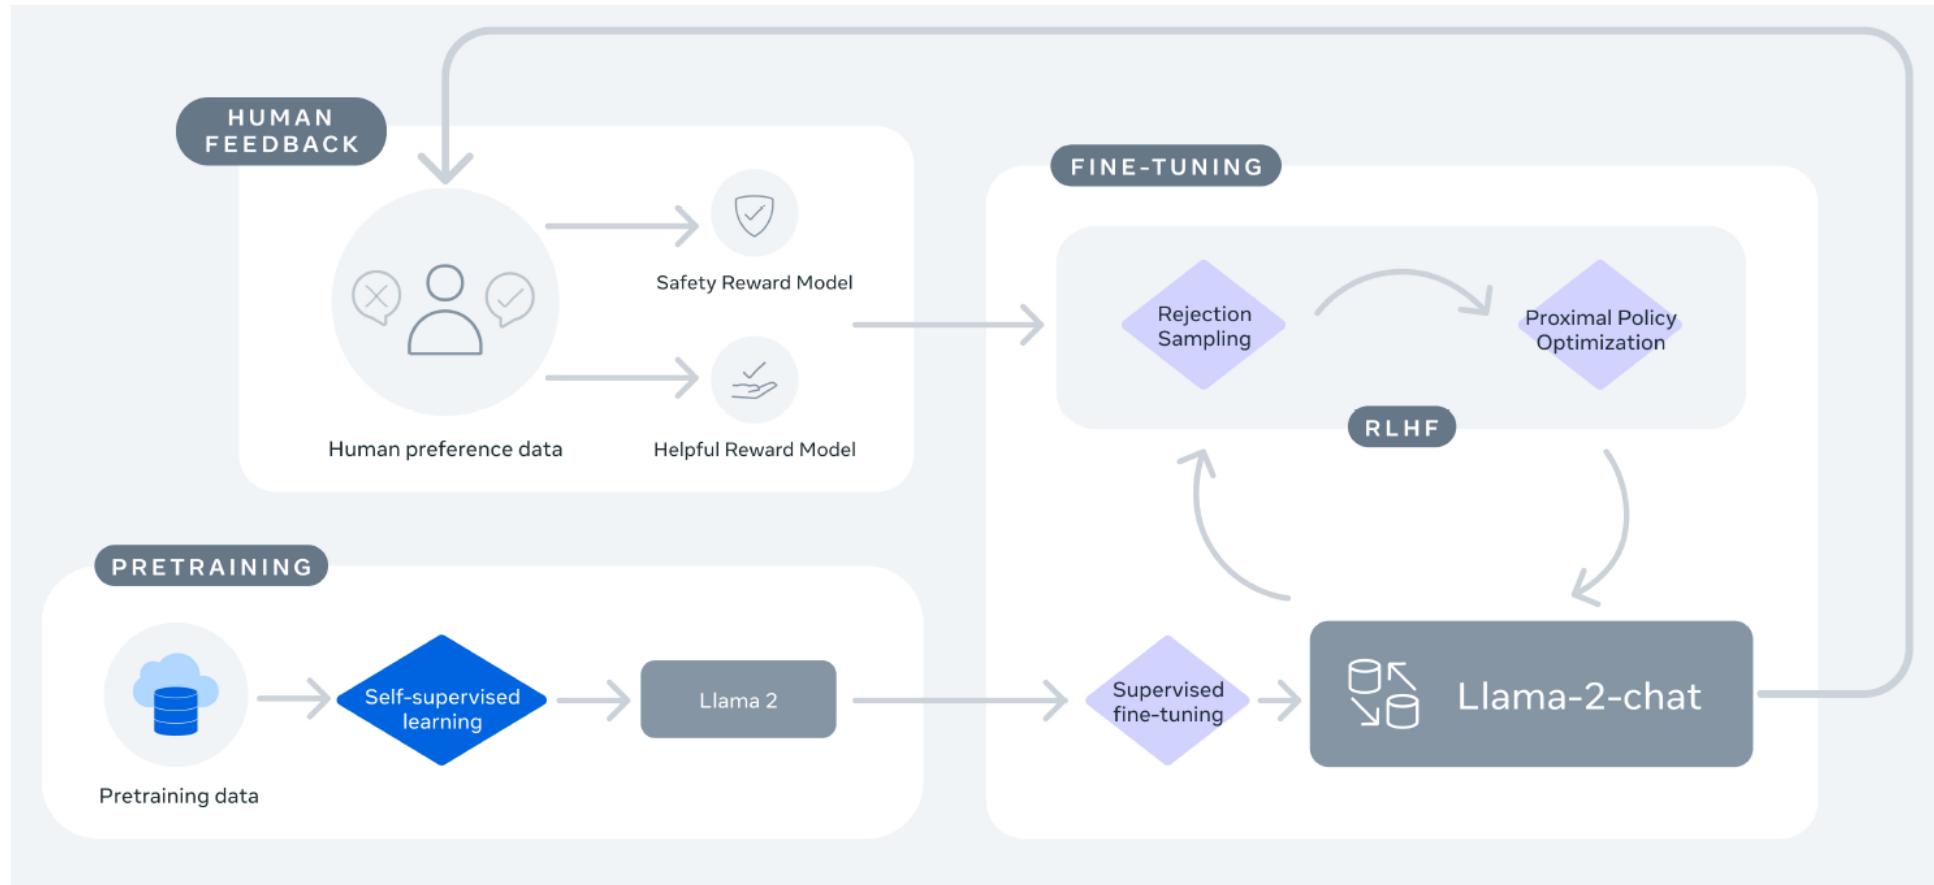 HUMAN
FEEDBACK
Safety Reward Model
Human preference data
Helpful Reward Model
FINE-TUNING
Rejection
Sampling
Proximal Policy
Optimization
RLHF
PRETRAINING
Pretraining data
Self-supervised
learning
Llama 2
Supervised
fine-tuning
Llama-2-chat